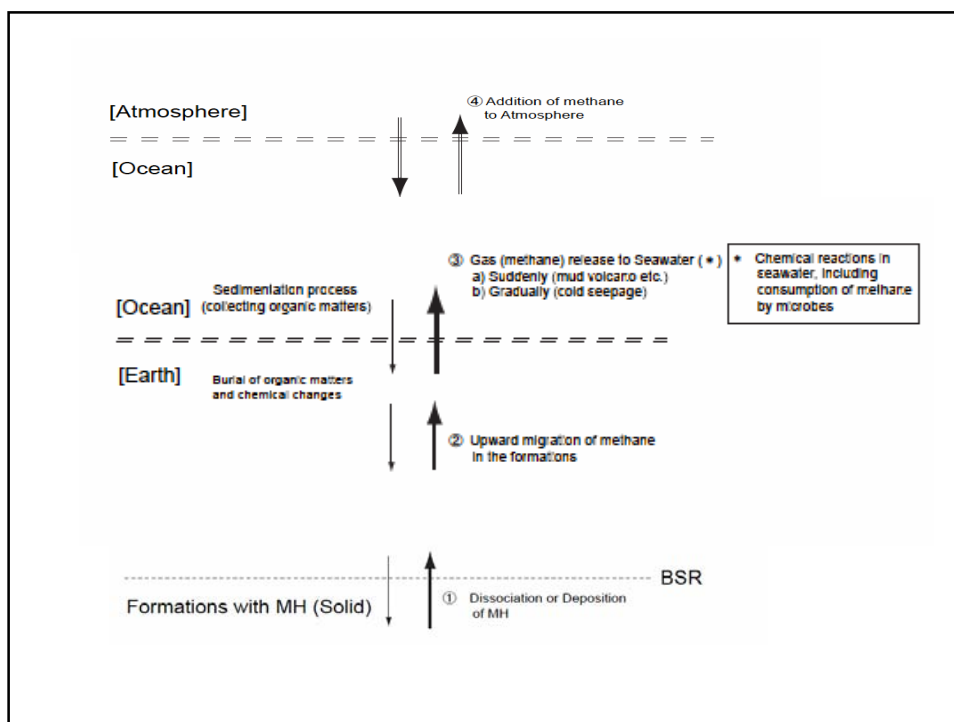 [Atmosphere]
④ Addition of methane
to Atmosphere
[Ocean]
③ Gas (methane) release to Seawater (*)
a) Suddenly (mud volcano etc.)
b) Gradually (cold seepage)
* Chemical reactions in
seawater, including
consumption of methane
by microbes
Sedimentation process
(collecting organic matters)
[Ocean]
[Earth]
Burial of organic matters
and chemical changes
② Upward migration of methane
in the formations
BSR
Formations with MH (Solid)
① Dissociation or Deposition
of MH